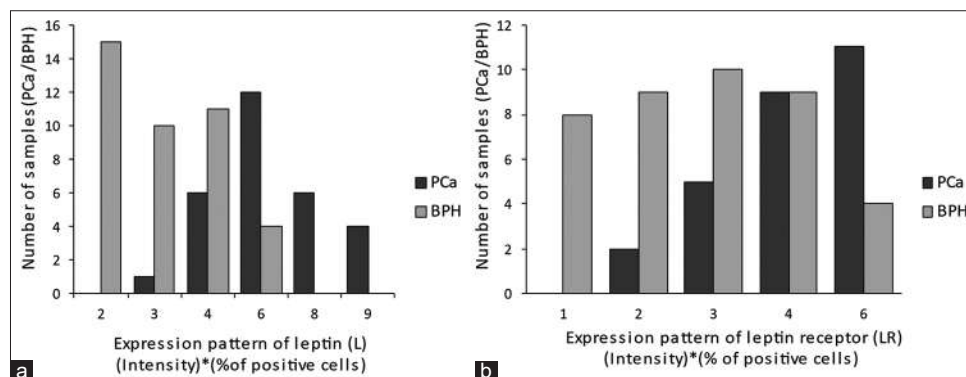 Number of samples (PCa/BPH)
16
14
12
10
8
6
4
2
0
2 3 4 6 8 9
Expression pattern of leptin (L)
(Intensity)*(%of positive cells)
PCa
BPH
a
Number of samples (PCa/BPH)
12
10
8
6
4
2
0
1 2 3 4 6
Expression pattern of leptin receptor (LR)
(Intensity)*(% of positive cells)
PCa
BPH
b